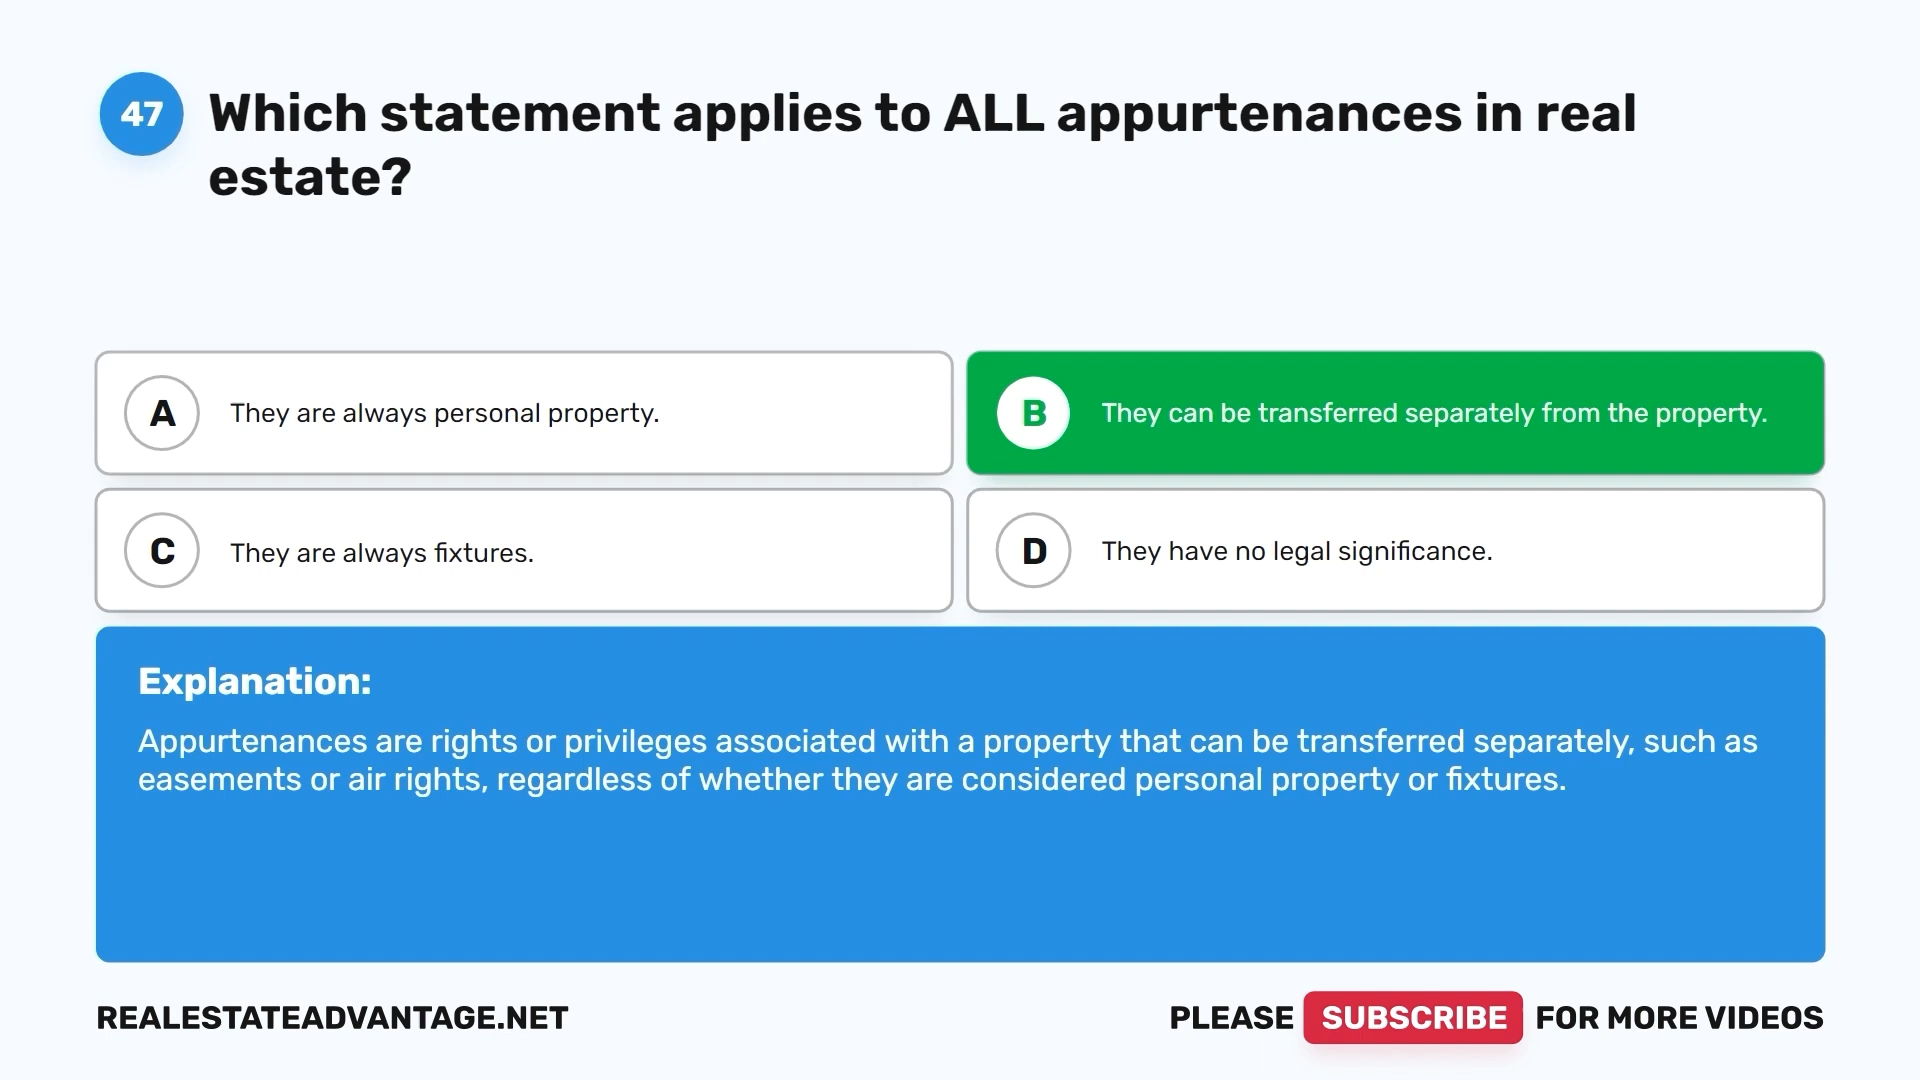 47
Which statement applies to ALL appurtenances in real
estate?
A
They are always personal property.
B
They can be transferred separately from the property.
C
They are always fixtures.
D
They have no legal significance.
Explanation:
Appurtenances are rights or privileges associated with a property that can be transferred separately, such as
easements or air rights, regardless of whether they are considered personal property or fixtures.
REALESTATEADVANTAGE.NET
PLEASE SUBSCRIBE FOR MORE VIDEOS